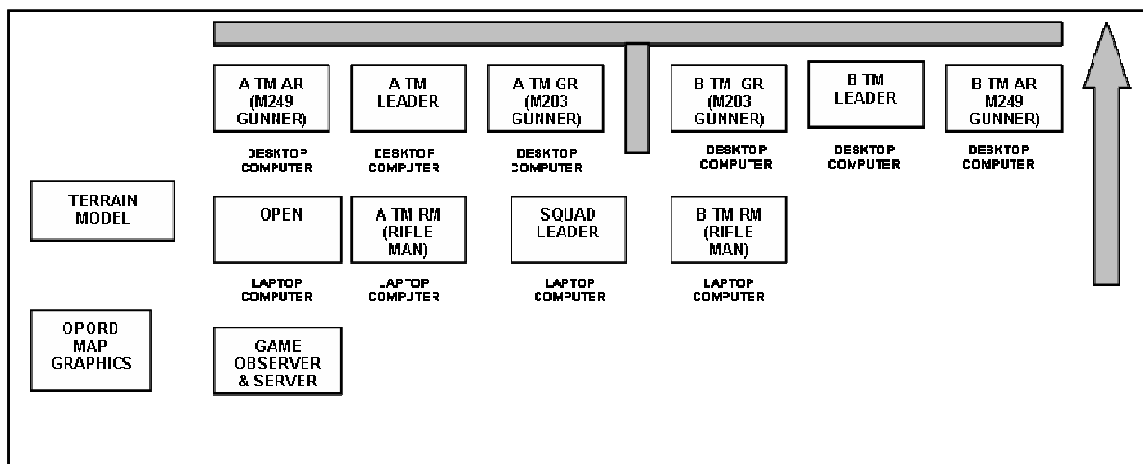 A TM AR
(M249
GUNNER)
A TM
LEADER
A TM GR
(M203
GUNNER)
B TM GR
(M203
GUNNER)
B TM
LEADER
B TM AR
M249
GUNNER)
DESKTOP
COMPUTER
DESKTOP
COMPUTER
DESKTOP
COMPUTER
DESKTOP
COMPUTER
DESKTOP
COMPUTER
DESKTOP
COMPUTER
TERRAIN
MODEL
OPEN
A TM RM
(RIFLE
MAN)
SQUAD
LEADER
B TM RM
(RIFLE
MAN)
LAPTOP
COMPUTER
LAPTOP
COMPUTER
LAPTOP
COMPUTER
LAPTOP
COMPUTER
OPORD
MAP
GRAPHICS
GAME
OBSERVER
& SERVER